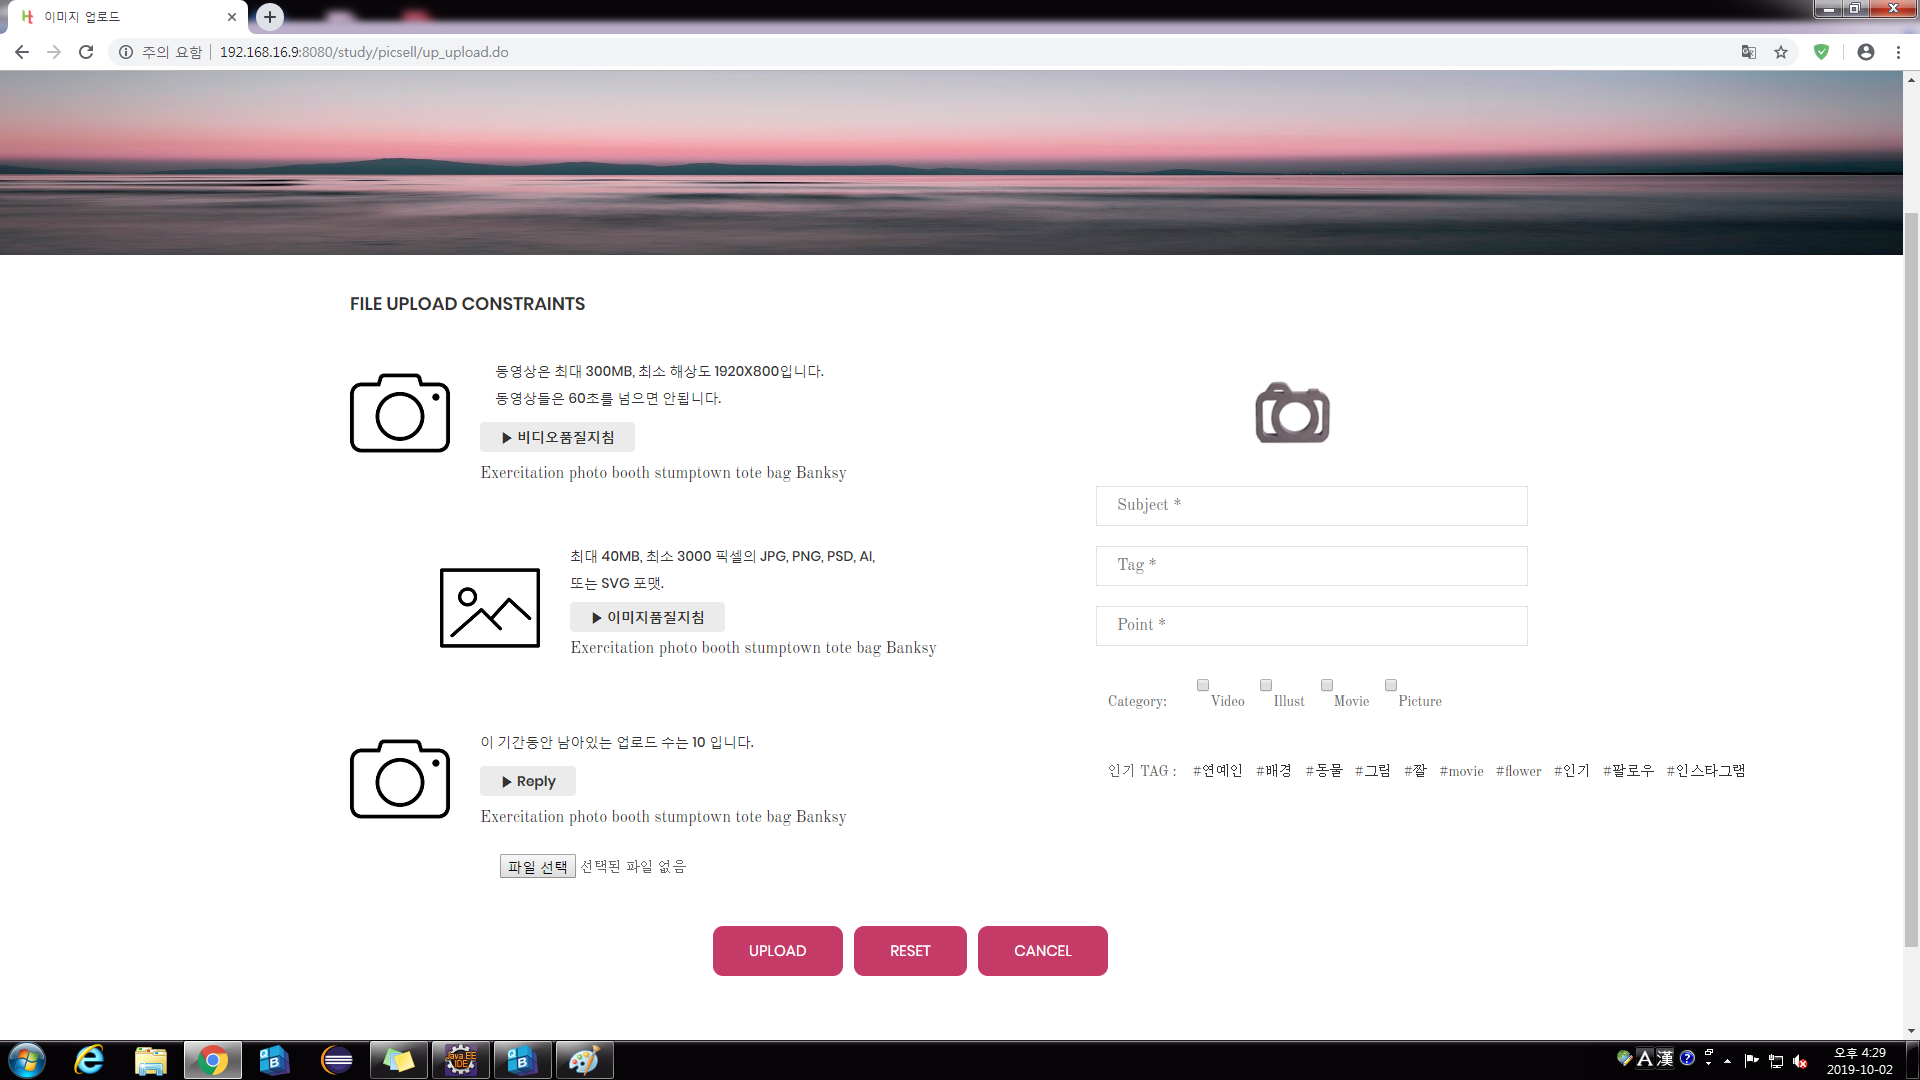 이미지 업로드
주의 요함 192.168.16.9:8080/study/picsell/up_upload.do
FILE UPLOAD CONSTRAINTS
동영상은 최대 300MB, 최소 해상도 1920X800입니다.
동영상들은 60초를 넘으면 안됩니다.
▶ 비디오품질지침
Exercitation photo booth stumptown tote bag Banksy
최대 40MB, 최소 3000 픽셀의 JPG, PNG, PSD, AI,
또는 SVG 포맷.
▶ 이미지품질지침
Exercitation photo booth stumptown tote bag Banksy
이 기간동안 남아있는 업로드 수는 10 입니다.
▶ Reply
Exercitation photo booth stumptown tote bag Banksy
파일 선택 선택된 파일 없음
Subject *
Tag *
Point *
Category: Video Illust Movie Picture
인기 TAG : #연예인 #배경 #동물 #그림 #짤 #movie #flower #인기 #팔로우 #인스타그램
UPLOAD RESET CANCEL
Java EE
IDE
B
B
A 漢
오후 4:29
2019-10-02